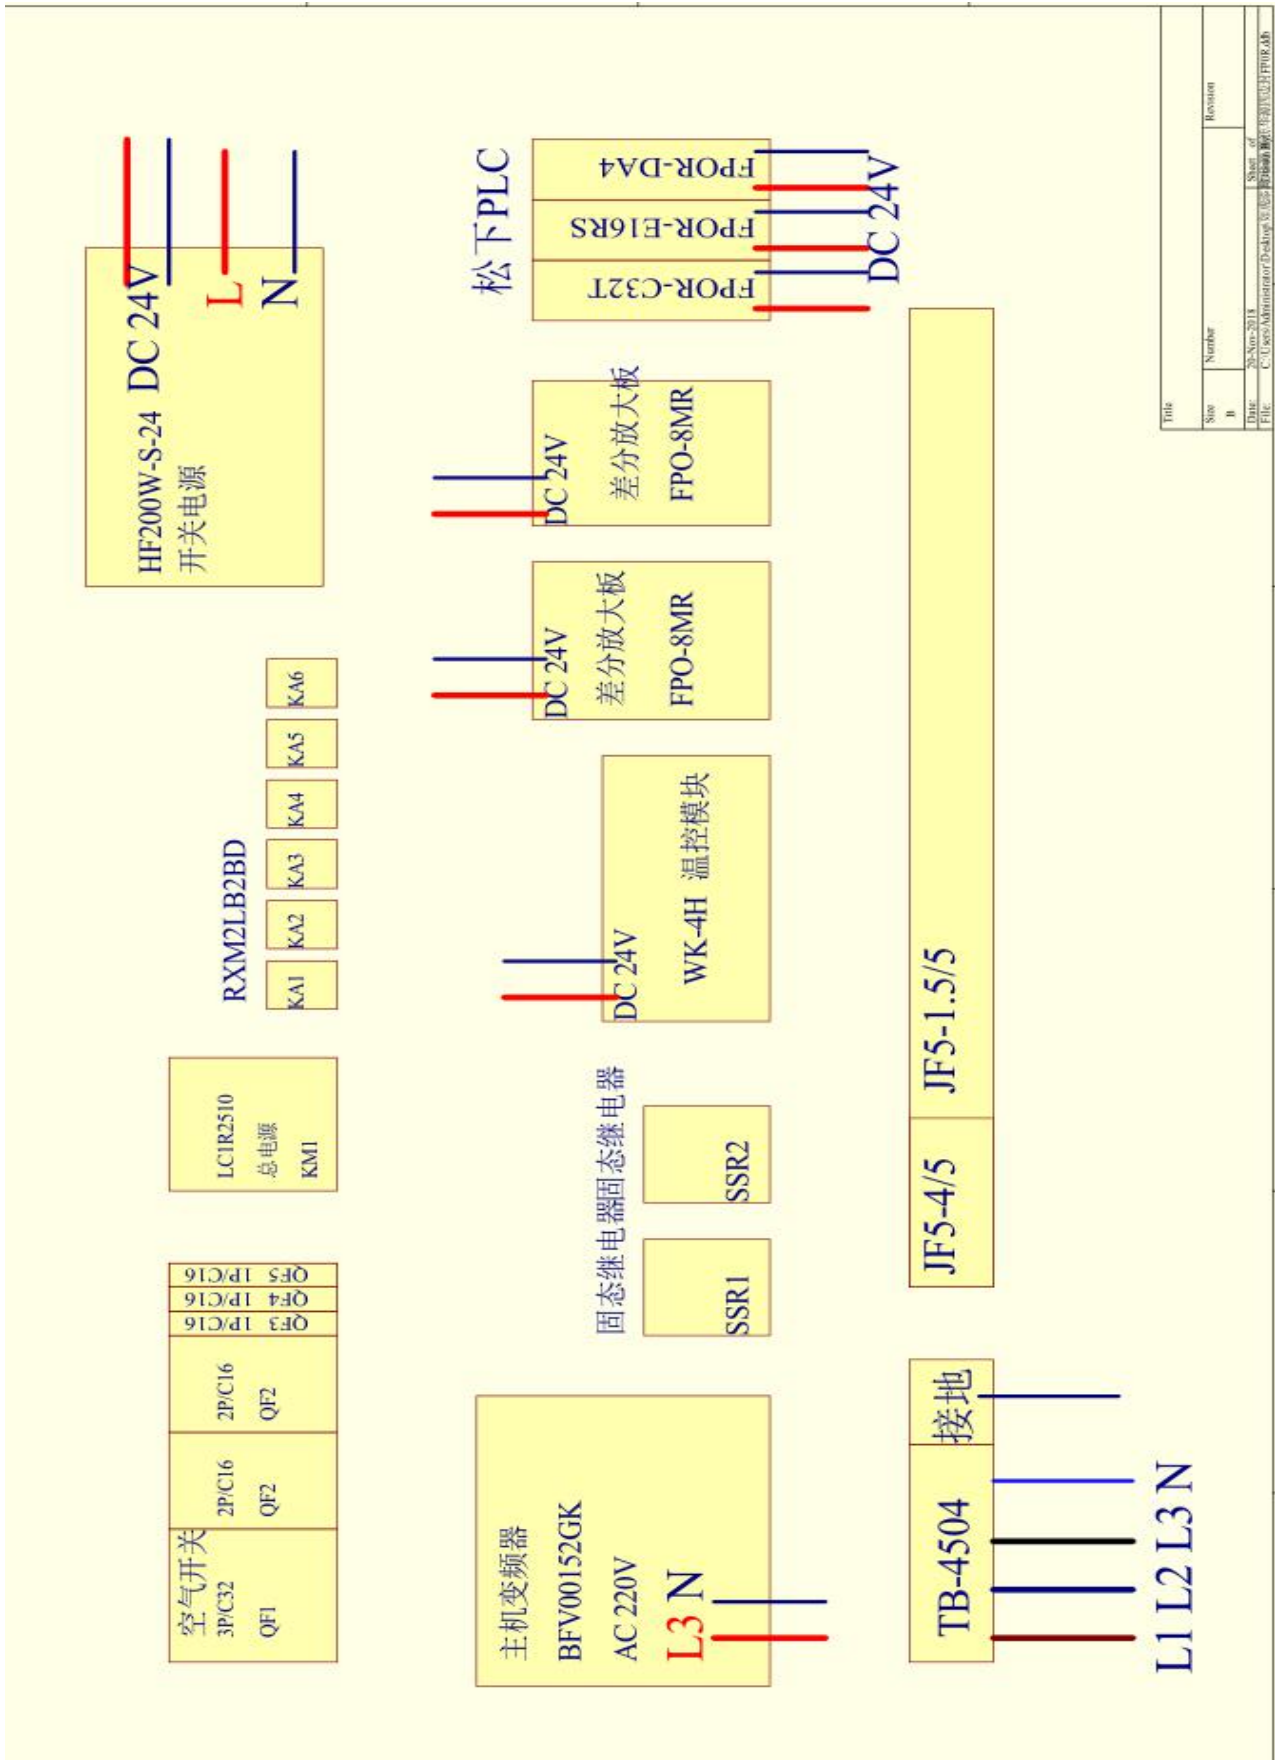 空气开关
3P/C32
QF1
2P/C16
QF2
2P/C16
QF2
QF3 1P/C16
QF4 1P/C16
QF5 1P/C16
LC1R2510
总电源
KM1
RXM2LB2BD
KA1
KA2
KA3
KA4
KA5
KA6
HF200W-S-24 DC 24V
开关电源
L
N
主机变频器
BFV00152GK
AC 220V
L3 N
固态继电器
SSR1
固态继电器
SSR2
DC 24V
WK-4H 温控模块
DC 24V
差分放大板
FPO-8MR
DC 24V
差分放大板
FPO-8MR
松下PLC
FPOR-C32T
FPOR-E16RS
FPOR-DA4
DC 24V
TB-4504
接地
L1 L2 L3 N
JF5-4/5
JF5-1.5/5
Title
Size
Number
Revision
B
Date:
20-Nov-2018
Sheet of
File: